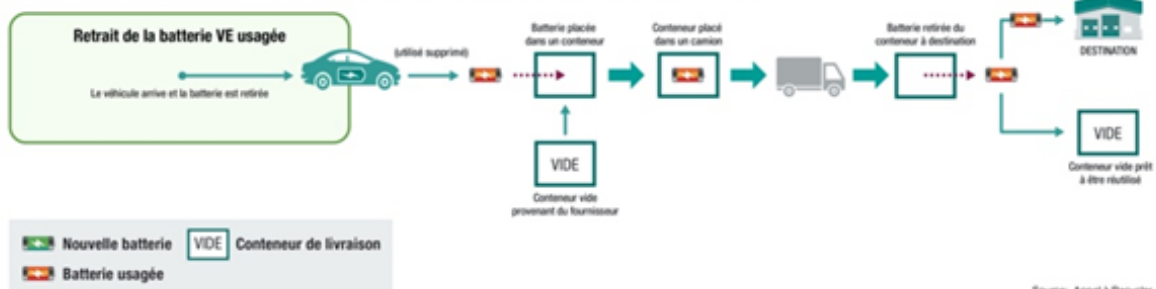 Retrait de la batterie VE usagée
Le véhicule arrive et la batterie est retirée
(utilisé supprimé)
Batterie placée
dans un conteneur
VIDE
Conteneur vide
provenant du fournisseur
Conteneur placé
dans un camion
Batterie retirée du
conteneur à destination
DESTINATION
VIDE
Conteneur vide prêt
à être réutilisé
Nouvelle batterie
VIDE
Conteneur de livraison
Batterie usagée